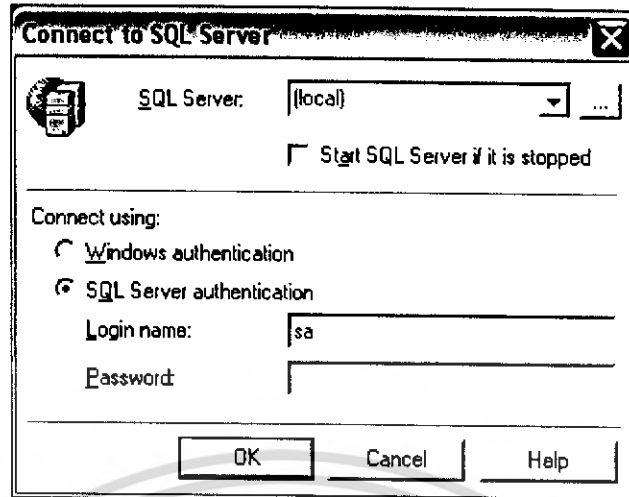 Connect to SQL Server
SQL Server: (local) ...
Start SQL Server if it is stopped
Connect using:
Windows authentication
SQL Server authentication
Login name: sa
Password:
OK Cancel Help